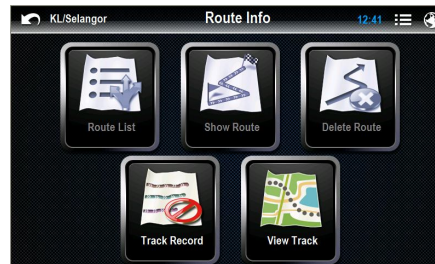 KL/Selangor
Route Info
12:41
Route List
Show Route
Delete Route
Track Record
View Track